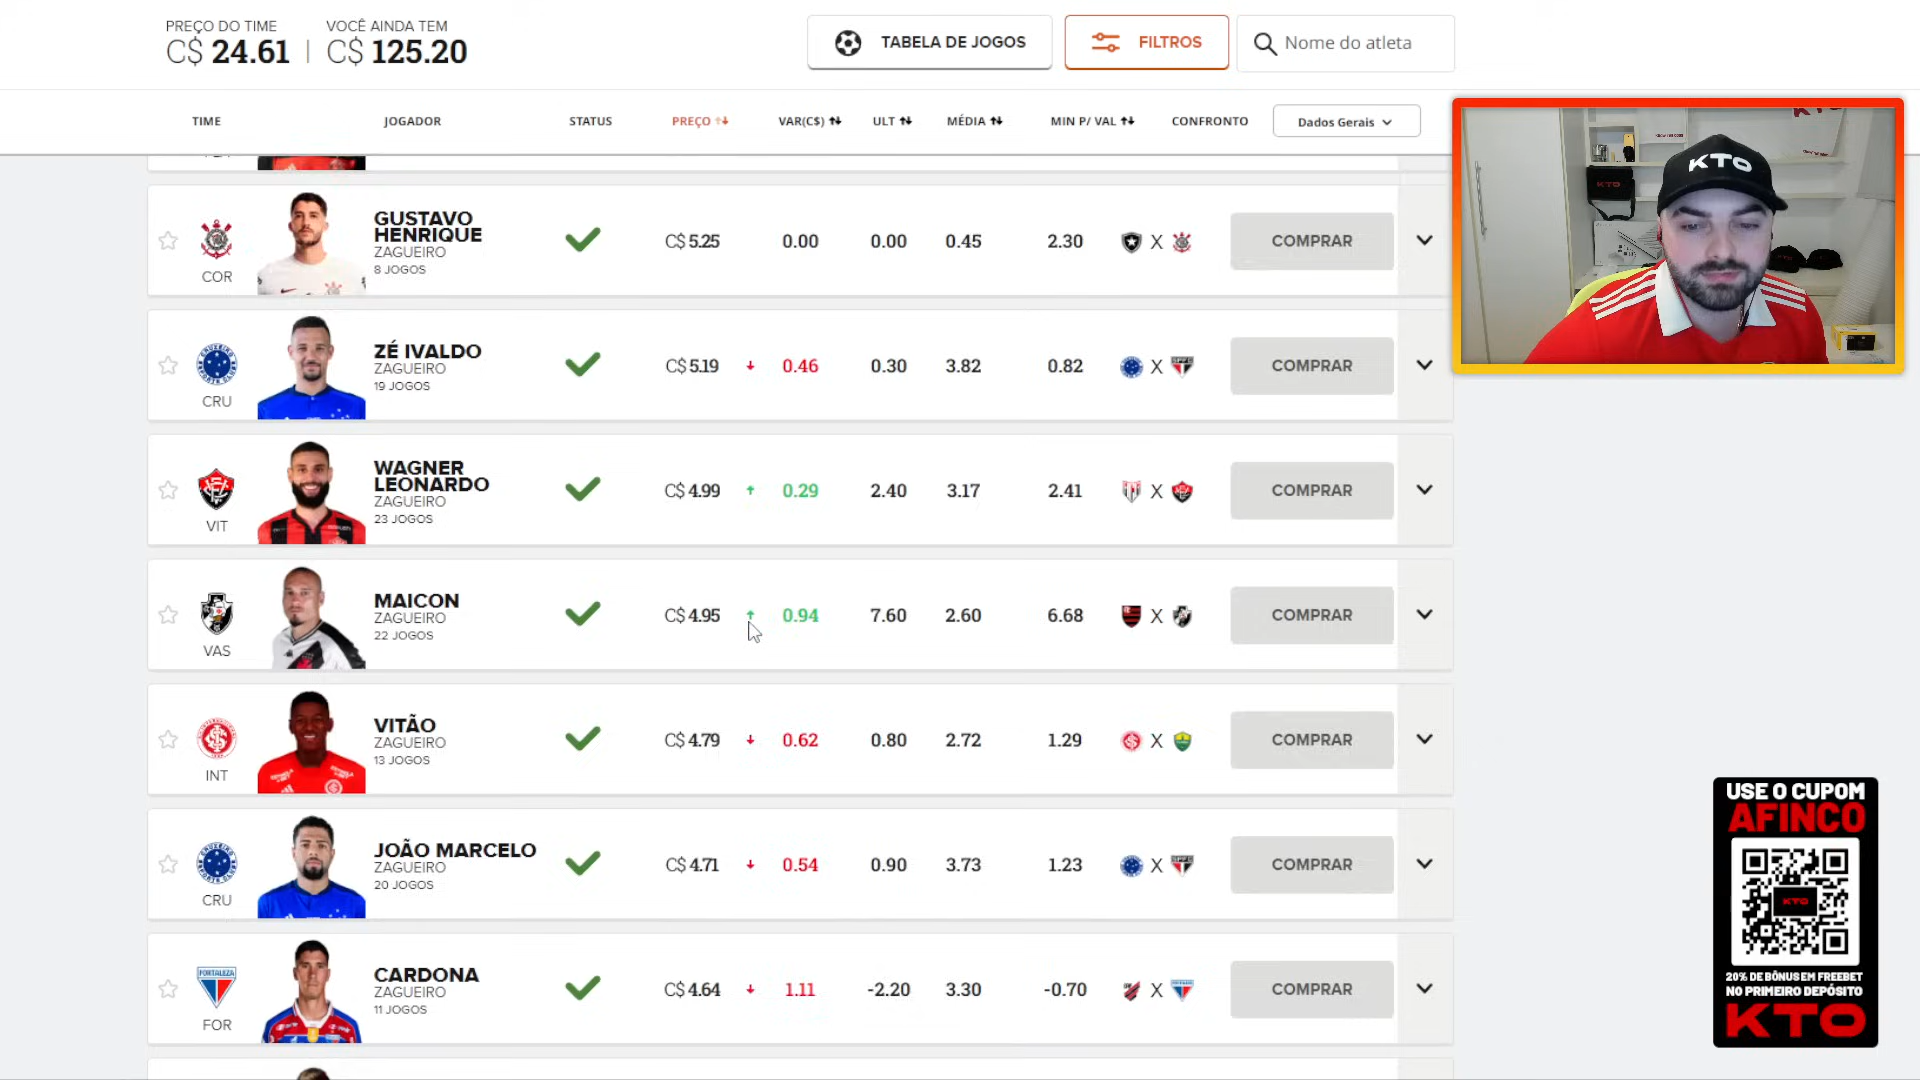 PREÇO DO TIME
C$ 24.61
VOCÊ AINDA TEM
C$ 125.20
TABELA DE JOGOS
FILTROS
Nome do atleta
TIME JOGADOR STATUS PREÇO VAR(C$) ULT MÉDIA MIN P/ VAL CONFRONTO Dados Gerais
GUSTAVO
HENRIQUE
ZAGUEIRO
8 JOGOS
COR
C$ 5.25 0.00 0.00 0.45 2.30 X COMPRAR
ZÉ IVALDO
ZAGUEIRO
19 JOGOS
CRU
C$ 5.19 0.46 0.30 3.82 0.82 X COMPRAR
WAGNER
LEONARDO
ZAGUEIRO
23 JOGOS
VIT
C$ 4.99 0.29 2.40 3.17 2.41 X COMPRAR
MAICON
ZAGUEIRO
22 JOGOS
VAS
C$ 4.95 0.94 7.60 2.60 6.68 X COMPRAR
VITÃO
ZAGUEIRO
13 JOGOS
INT
C$ 4.79 0.62 0.80 2.72 1.29 X COMPRAR
JOÃO MARCELO
ZAGUEIRO
20 JOGOS
CRU
C$ 4.71 0.54 0.90 3.73 1.23 X COMPRAR
FORTALEZA
CARDONA
ZAGUEIRO
11 JOGOS
FOR
C$ 4.64 1.11 -2.20 3.30 -0.70 X COMPRAR
KTO
KTO
USE O CUPOM
AFINCO
KTO
20% DE BÔNUS EM FREEBET
NO PRIMEIRO DEPÓSITO
KTO